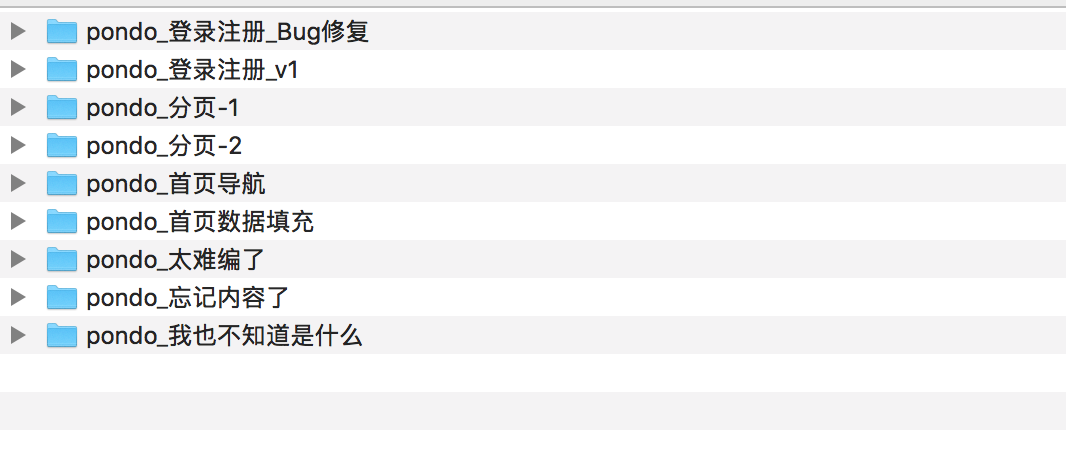 pondo_登录注册_Bug修复
pondo_登录注册_v1
pondo_分页-1
pondo_分页-2
pondo_首页导航
pondo_首页数据填充
pondo_太难编了
pondo_忘记内容了
pondo_我也不知道是什么